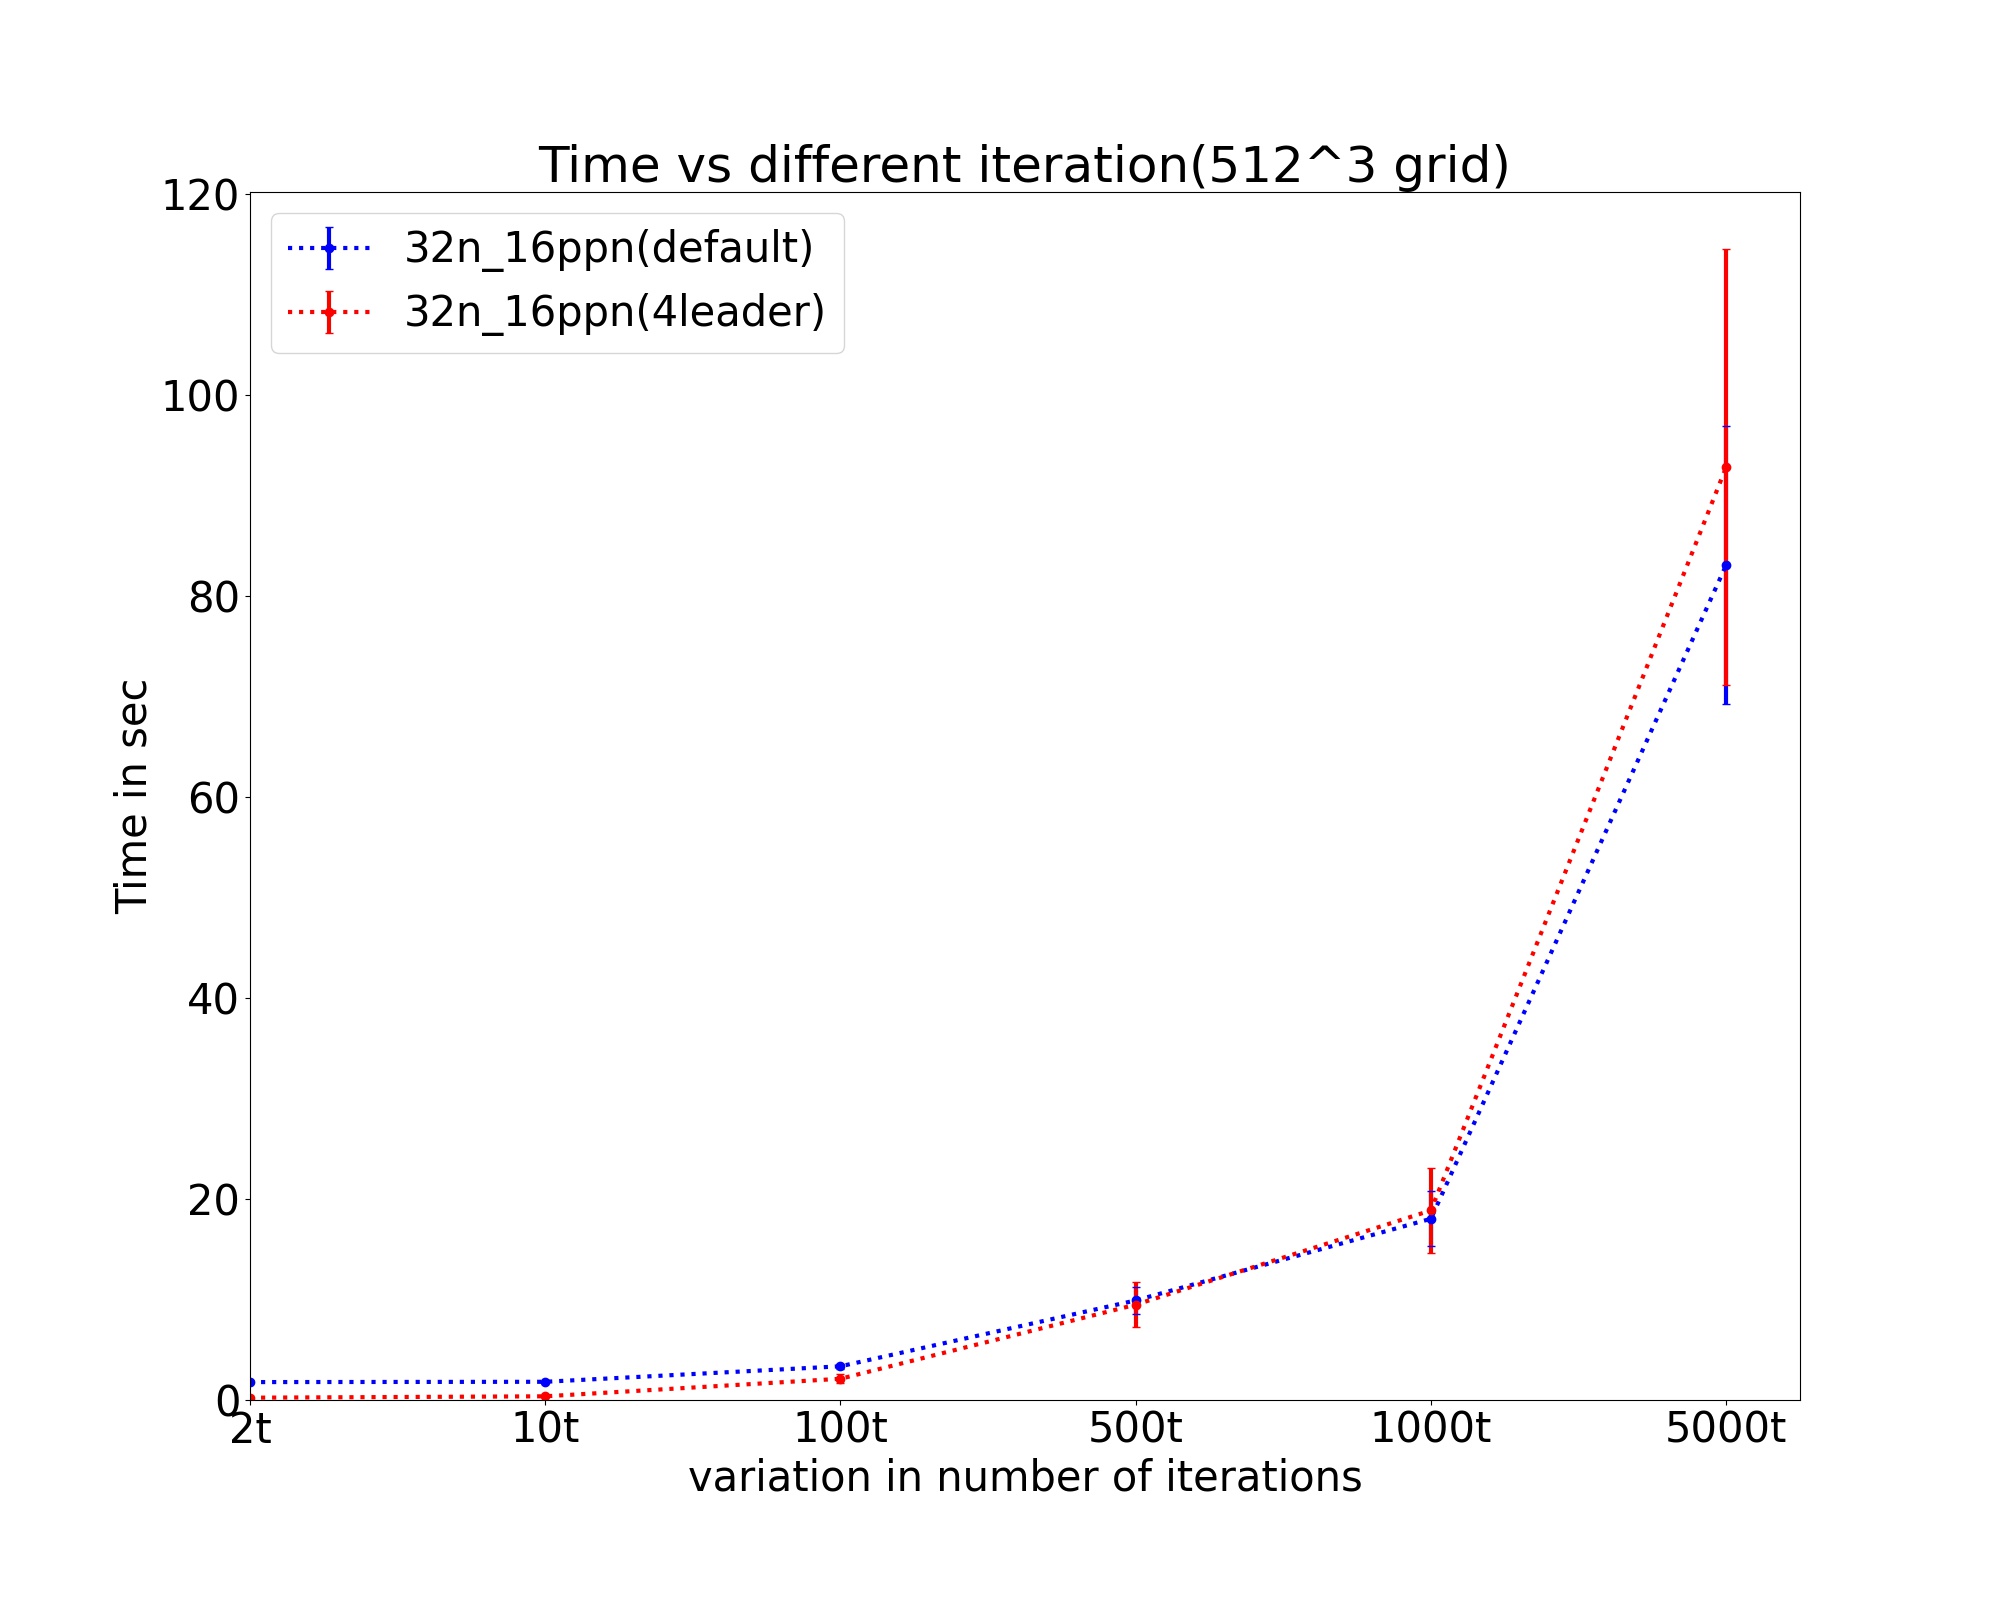 Time vs different iteration(512^3 grid)
32n_16ppn(default)
32n_16ppn(4leader)
120
100
80
60
40
20
0
Time in sec
2t 10t 100t 500t 1000t 5000t
variation in number of iterations